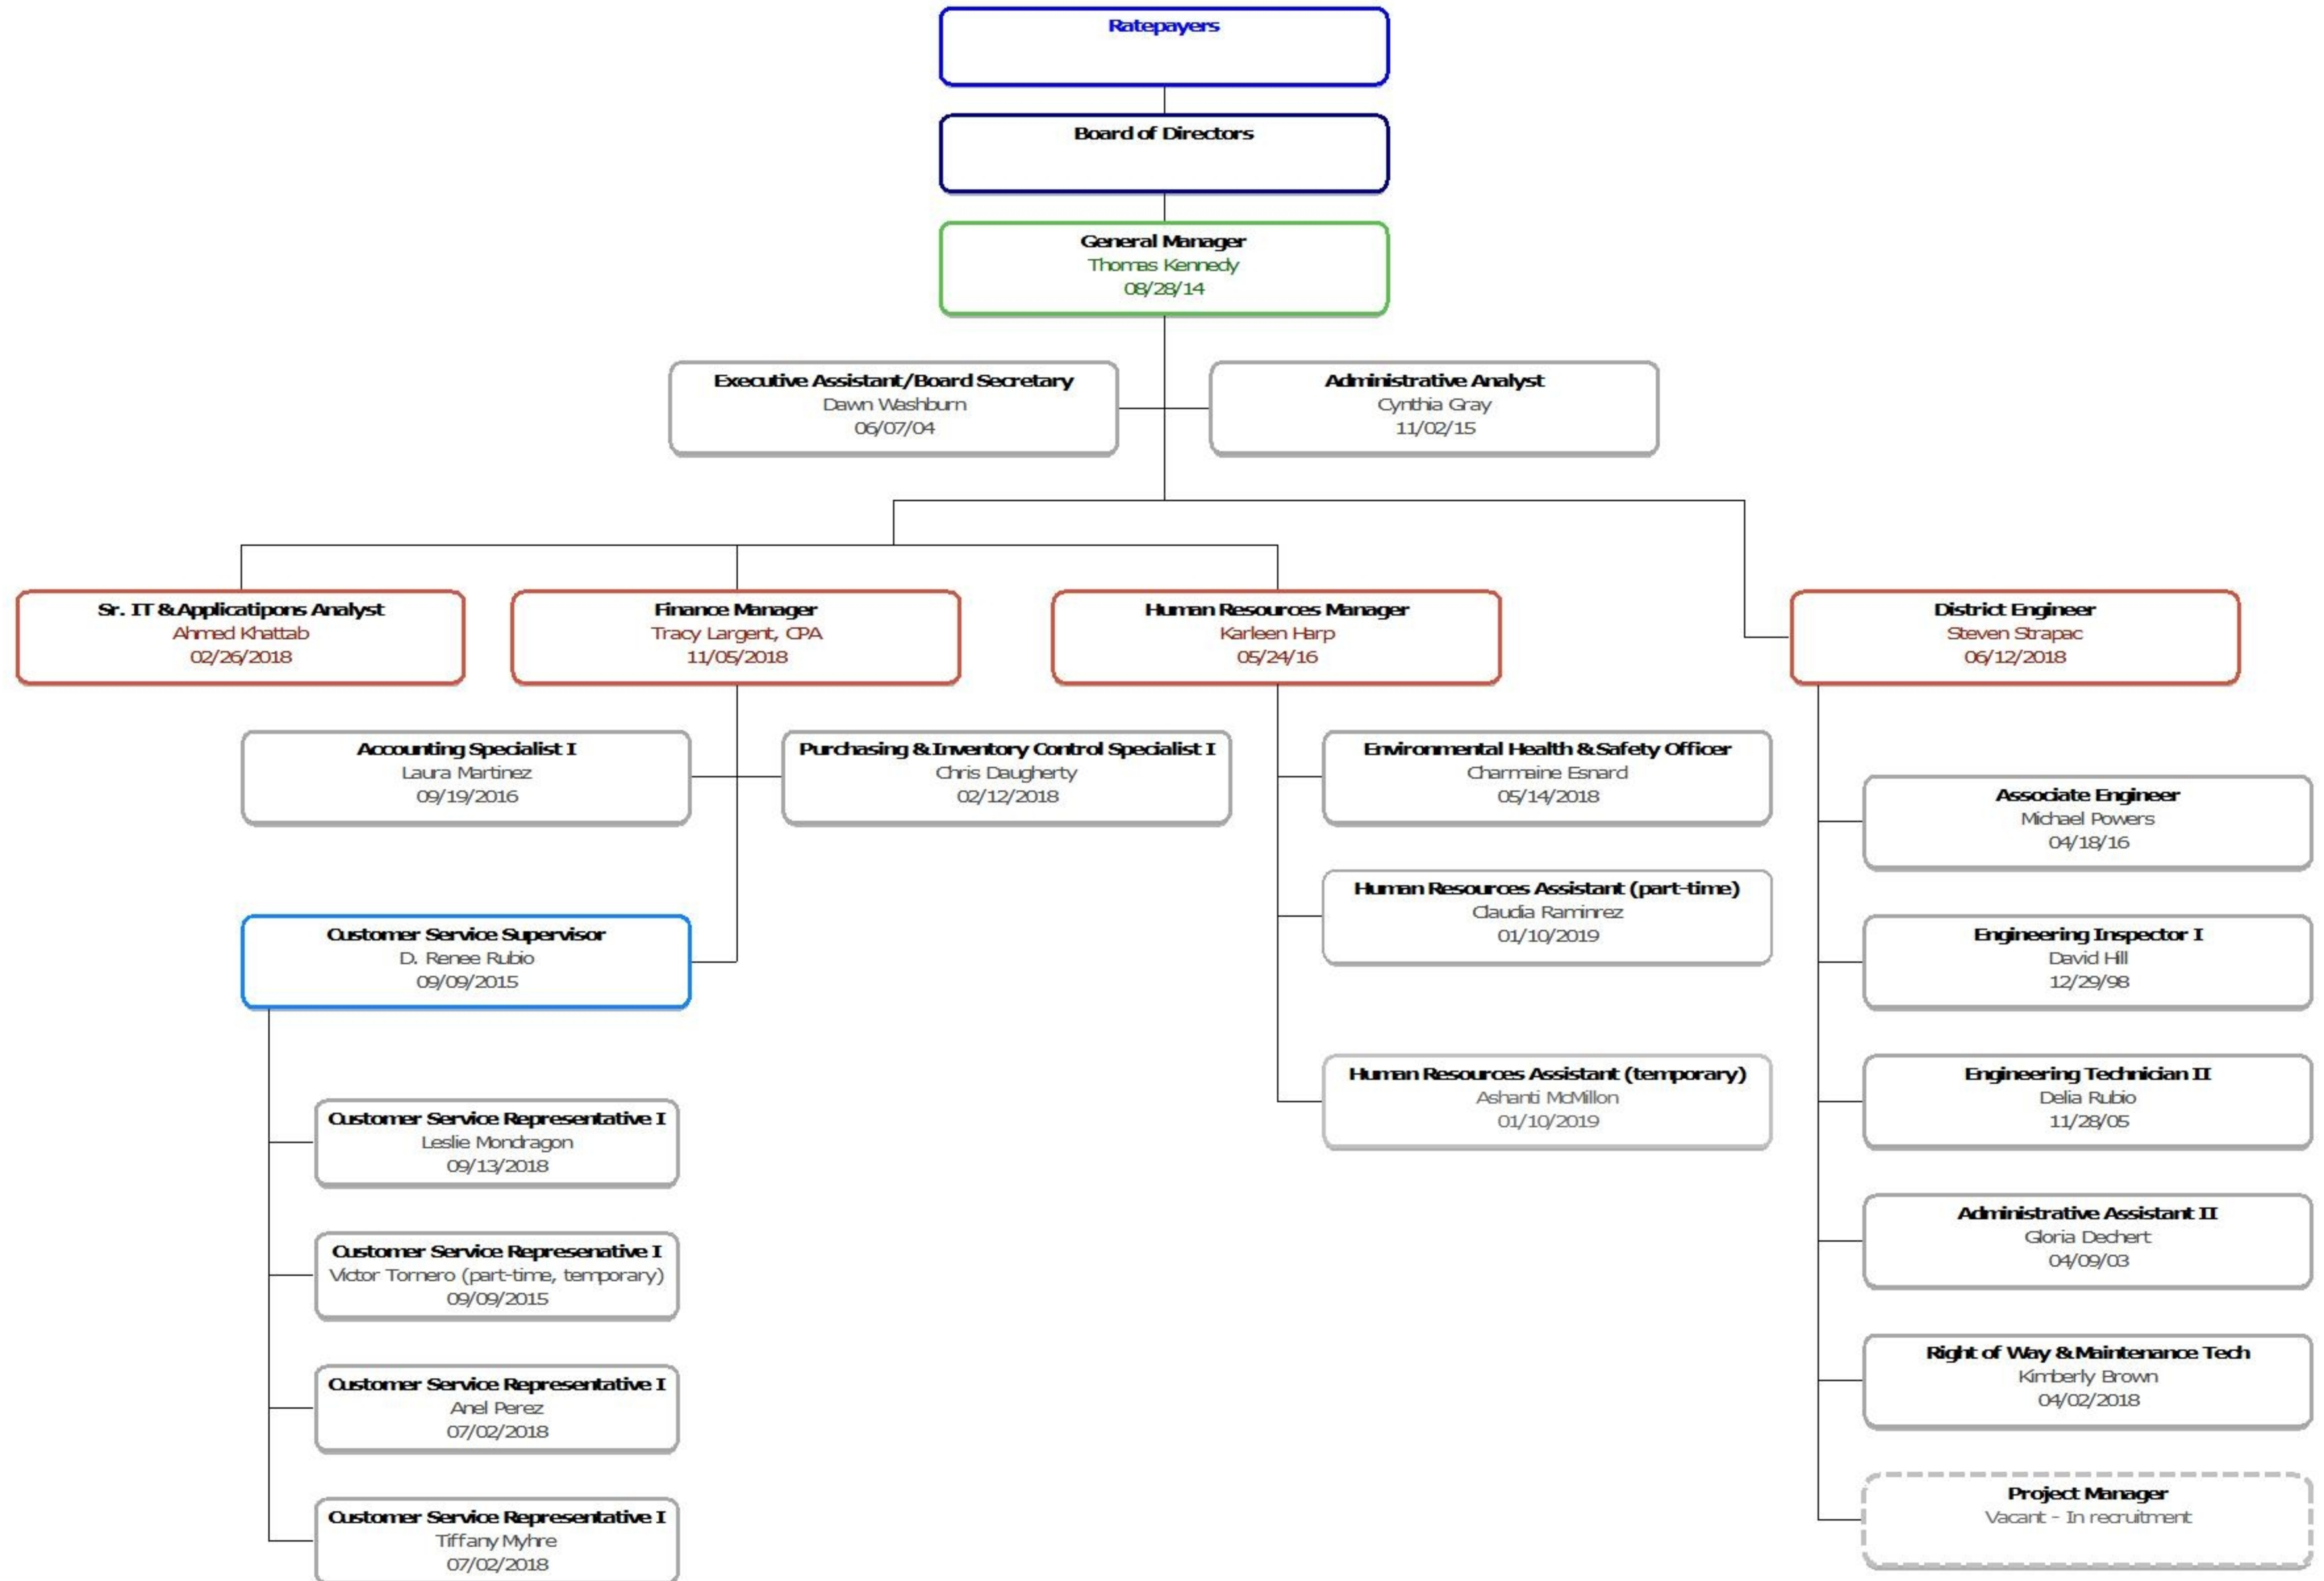 Ratepayers
Board of Directors
General Manager
Thomas Kennedy
08/28/14
Executive Assistant/Board Secretary
Dawn Washburn
06/07/04
Administrative Analyst
Cynthia Gray
11/02/15
Sr. IT & Applicatipons Analyst
Ahmed Khattab
02/26/2018
Finance Manager
Tracy Largent, CPA
11/05/2018
Human Resources Manager
Karleen Harp
05/24/16
District Engineer
Steven Strapac
06/12/2018
Accounting Specialist I
Laura Martinez
09/19/2016
Purchasing & Inventory Control Specialist I
Chris Daugherty
02/12/2018
Customer Service Supervisor
D. Renee Rubio
09/09/2015
Customer Service Representative I
Leslie Mondragon
09/13/2018
Customer Service Represenative I
Victor Tornero (part-time, temporary)
09/09/2015
Customer Service Representative I
Anel Perez
07/02/2018
Customer Service Representative I
Tiffany Myhre
07/02/2018
Environmental Health & Safety Officer
Charmaine Esnard
05/14/2018
Human Resources Assistant (part-time)
Claudia Raminrez
01/10/2019
Human Resources Assistant (temporary)
Ashanti McMillon
01/10/2019
Associate Engineer
Michael Powers
04/18/16
Engineering Inspector I
David Hill
12/29/98
Engineering Technician II
Delia Rubio
11/28/05
Administrative Assistant II
Gloria Dechert
04/09/03
Right of Way & Maintenance Tech
Kimberly Brown
04/02/2018
Project Manager
Vacant - In recruitment